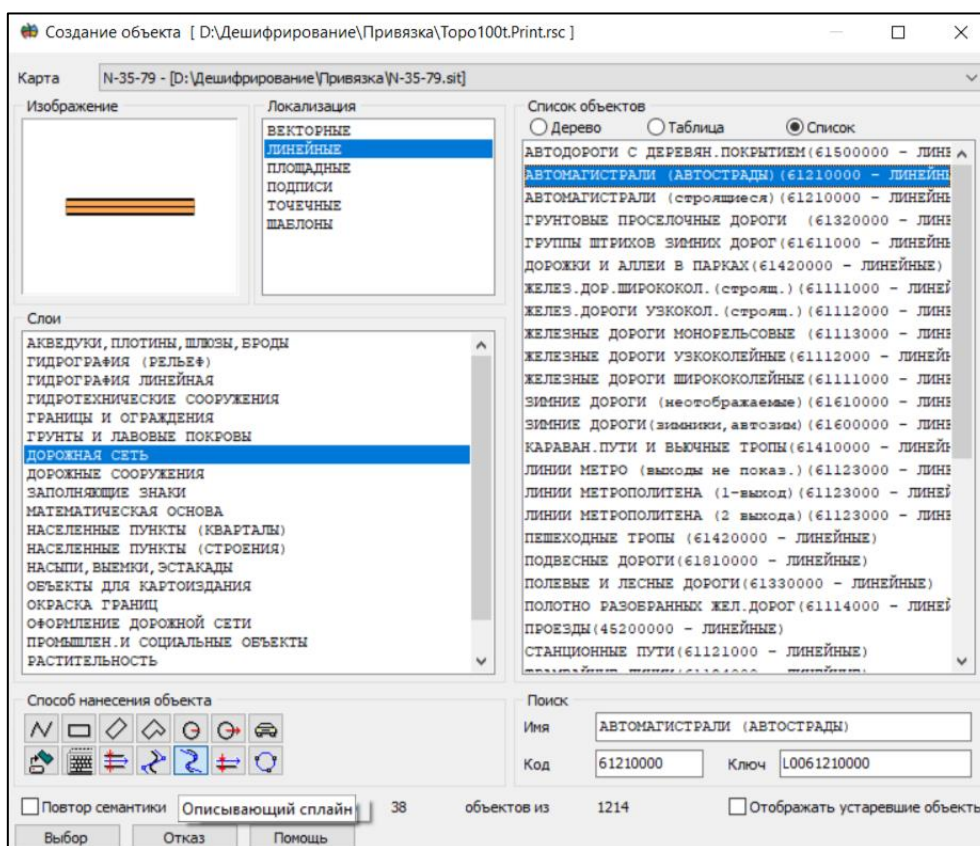 Создание объекта [ D:\Дешифрирование\Привязка\Topo100t.Print.rsc ]
Карта
N-35-79 - [D:\Дешифрирование\Привязка\N-35-79.sit]
Изображение
Локализация
ВЕКТОРНЫЕ
ЛИНЕЙНЫЕ
ПЛОЩАДНЫЕ
ПОДПИСИ
ТОЧЕЧНЫЕ
ШАБЛОНЫ
Слои
АКВЕДУКИ,ПЛОТИНЫ,ШЛЮЗЫ,БРОДЫ
ГИДРОГРАФИЯ (РЕЛЬЕФ)
ГИДРОГРАФИЯ ЛИНЕЙНАЯ
ГИДРОТЕХНИЧЕСКИЕ СООРУЖЕНИЯ
ГРАНИЦЫ И ОГРАЖДЕНИЯ
ГРУНТЫ И ЛАВОВЫЕ ПОКРОВЫ
ДОРОЖНАЯ СЕТЬ
ДОРОЖНЫЕ СООРУЖЕНИЯ
ЗАПОЛНЯЮЩИЕ ЗНАКИ
МАТЕМАТИЧЕСКАЯ ОСНОВА
НАСЕЛЕННЫЕ ПУНКТЫ (КВАРТАЛЫ)
НАСЕЛЕННЫЕ ПУНКТЫ (СТРОЕНИЯ)
НАСЫПИ,ВЫЕМКИ,ЭСТАКАДЫ
ОБЪЕКТЫ ДЛЯ КАРТОИЗДАНИЯ
ОКРАСКА ГРАНИЦ
ОФОРМЛЕНИЕ ДОРОЖНОЙ СЕТИ
ПРОМЫШЛЕН.И СОЦИАЛЬНЫЕ ОБЪЕКТЫ
РАСТИТЕЛЬНОСТЬ
Список объектов
Дерево Таблица Список
АВТОДОРОГИ С ДЕРЕВЯН.ПОКРЫТИЕМ(61500000 - ЛИНЕ
АВТОМАГИСТРАЛИ (АВТОСТРАДЫ)(61210000 - ЛИНЕЙНЫ
АВТОМАГИСТРАЛИ (строящиеся)(61210000 - ЛИНЕЙНЫ
ГРУНТОВЫЕ ПРОСЕЛОЧНЫЕ ДОРОГИ (61320000 - ЛИНЕ
ГРУППЫ ШТРИХОВ ЗИМНИХ ДОРОГ(61611000 - ЛИНЕЙНЫ
ДОРОЖКИ И АЛЛЕИ В ПАРКАХ(61420000 - ЛИНЕЙНЫЕ)
ЖЕЛЕЗ.ДОР.ШИРОКОКОЛ.(строящ.)(61111000 - ЛИНЕЙ
ЖЕЛЕЗ.ДОРОГИ УЗКОКОЛ.(строящ.)(61112000 - ЛИНЕ
ЖЕЛЕЗНЫЕ ДОРОГИ МОНОРЕЛЬСОВЫЕ (61113000 - ЛИНЕ
ЖЕЛЕЗНЫЕ ДОРОГИ УЗКОКОЛЕЙНЫЕ(61112000 - ЛИНЕЙН
ЖЕЛЕЗНЫЕ ДОРОГИ ШИРОКОКОЛЕЙНЫЕ(61111000 - ЛИНЕ
ЗИМНИЕ ДОРОГИ (неотображаемые)(61610000 - ЛИНЕ
ЗИМНИЕ ДОРОГИ(зимники,автозим)(61600000 - ЛИНЕ
КАРАВАН.ПУТИ И ВЬЮЧНЫЕ ТРОПЫ(61410000 - ЛИНЕЙН
ЛИНИИ МЕТРО (выходы не показ.)(61123000 - ЛИНЕ
ЛИНИИ МЕТРОПОЛИТЕНА (1-выход)(61123000 - ЛИНЕЙ
ЛИНИИ МЕТРОПОЛИТЕНА (2 выхода)(61123000 - ЛИНЕ
ПЕШЕХОДНЫЕ ТРОПЫ (61420000 - ЛИНЕЙНЫЕ)
ПОДВЕСНЫЕ ДОРОГИ(61810000 - ЛИНЕЙНЫЕ)
ПОЛЕВЫЕ И ЛЕСНЫЕ ДОРОГИ(61330000 - ЛИНЕЙНЫЕ)
ПОЛОТНО РАЗОБРАННЫХ ЖЕЛ.ДОРОГ(61114000 - ЛИНЕЙ
ПРОЕЗДЫ(45200000 - ЛИНЕЙНЫЕ)
СТАНЦИОННЫЕ ПУТИ(61121000 - ЛИНЕЙНЫЕ)
Способ нанесения объекта
Поиск
Имя АВТОМАГИСТРАЛИ (АВТОСТРАДЫ)
Код 61210000 Ключ L0061210000
Повтор семантики Описывающий сплайн 38 объектов из 1214 Отображать устаревшие объекты
Выбор Отказ Помощь